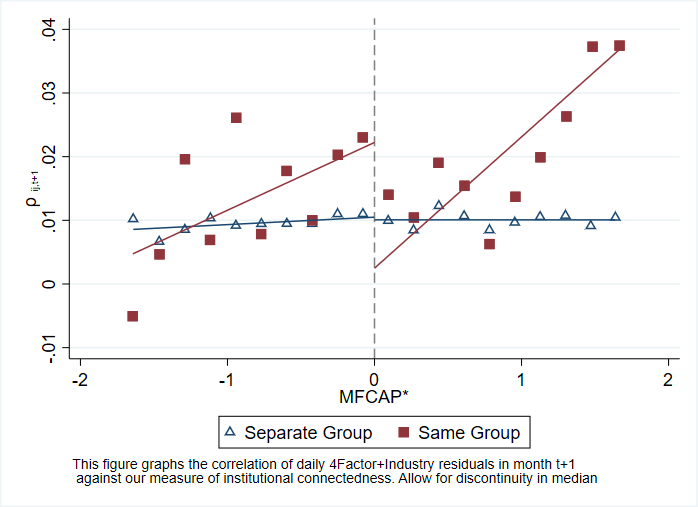 .04
.03
.02
.01
0
-.01
ρ ij,t+1
-2
-1
0
1
2
MFCAP*
Separate Group
Same Group
This figure graphs the correlation of daily 4Factor+Industry residuals in month t+1
against our measure of institutional connectedness. Allow for discontinuity in median